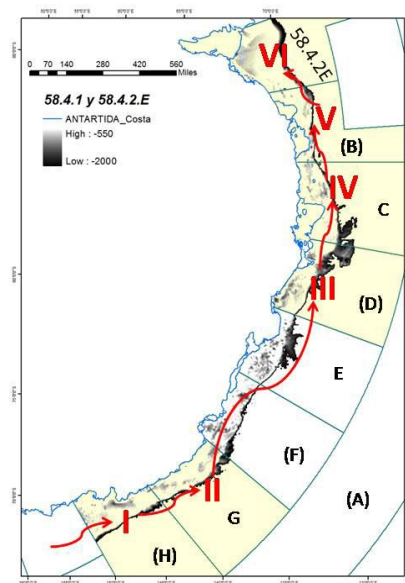 58.4.2E
VI
0 70 140 280 420 560
Miles
58.4.1 y 58.4.2.E
ANTARTIDA_Costa
High : -550
Low : -2000
V
(B)
IV
C
III
(D)
E
(F)
(A)
II
G
I
(H)